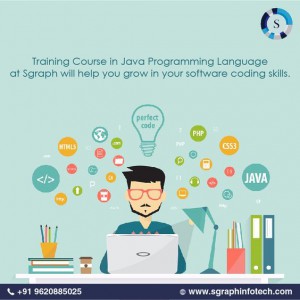 S
Training Course in Java Programming Language
at Sgraph will help you grow in your software coding skills.
perfect
code
PHP
HTML5
CSS3
</>
JAVA
+91 9620885025
www.sgraphinfotech.com